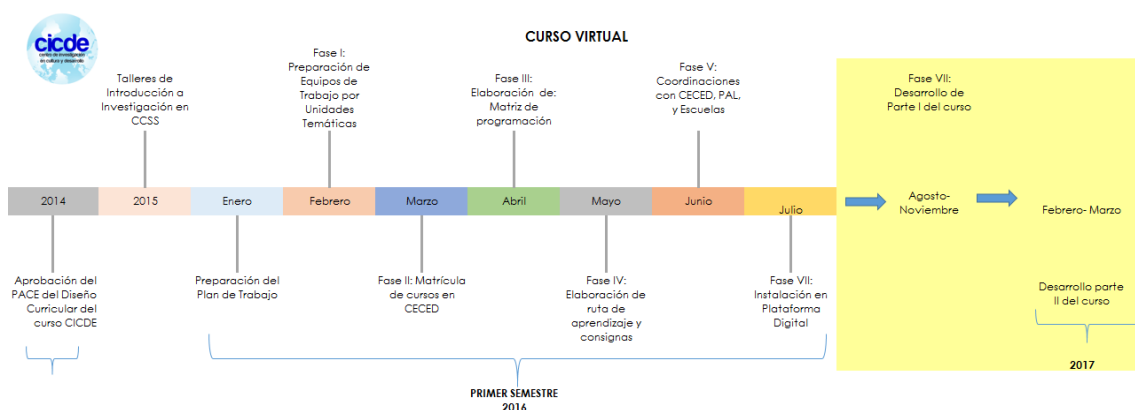 cicde
centro de investigación
en cultura y desarrollo
CURSO VIRTUAL
Talleres de
Introducción a
Investigación en
CCSS
Fase I:
Preparación de
Equipos de
Trabajo por
Unidades
Temáticas
Fase III:
Elaboración de:
Matriz de
programación
Fase V:
Coordinaciones
con CECED, PAL,
y Escuelas
Fase VII:
Desarrollo de
Parte I del curso
2014
2015
Enero
Febrero
Marzo
Abril
Mayo
Junio
Julio
Agosto-
Noviembre
Febrero- Marzo
Aprobación del
PACE del Diseño
Curricular del
curso CICDE
Preparación del
Plan de Trabajo
Fase II: Matrícula
de cursos en
CECED
Fase IV:
Elaboración de
ruta de
aprendizaje y
consignas
Fase VII:
Instalación en
Plataforma
Digital
Desarrollo parte
II del curso
PRIMER SEMESTRE
2016
2017